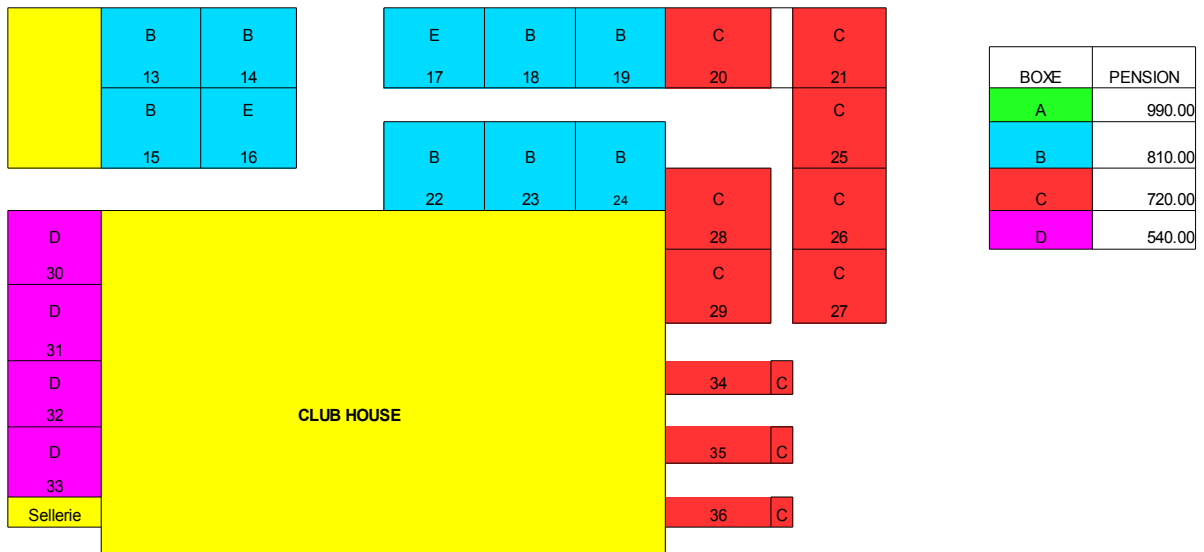 B B E B B C C
13 14 17 18 19 20 21
BOXE PENSION
A 990.00
B E C
15 16 25
B B B
22 23 24
B 810.00
C C
28 26
C 720.00
D
30
D 540.00
C C
29 27
D
31
34 C
D
32
CLUB HOUSE
35 C
D
33
Sellerie
36 C